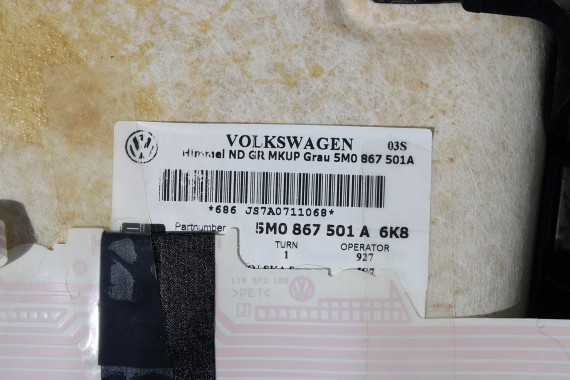 VOLKSWAGEN 03S
Himmel ND GR MKUP Grau 5M0 867 501A
*686 JS7A0711068*
Partnumber 5M0 867 501 A 6K8
TURN OPERATOR
1 927
>PET<